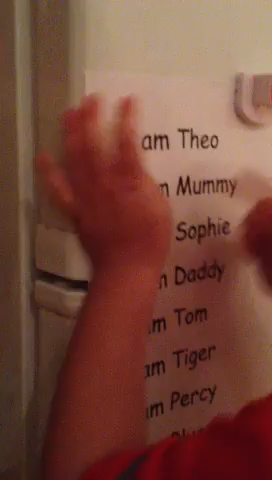 am Theo
m Mummy
Sophie
m Daddy
m Tom
am Tiger
am Percy